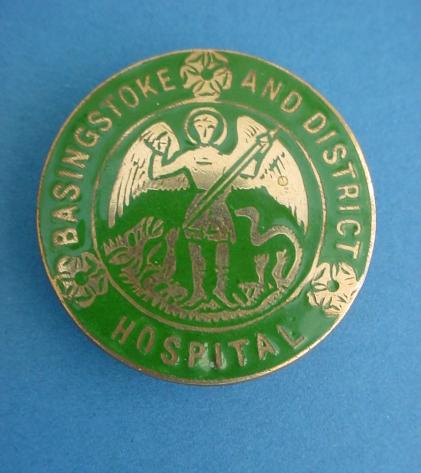 BASINGSTOKE AND DISTRICT
HOSPITAL